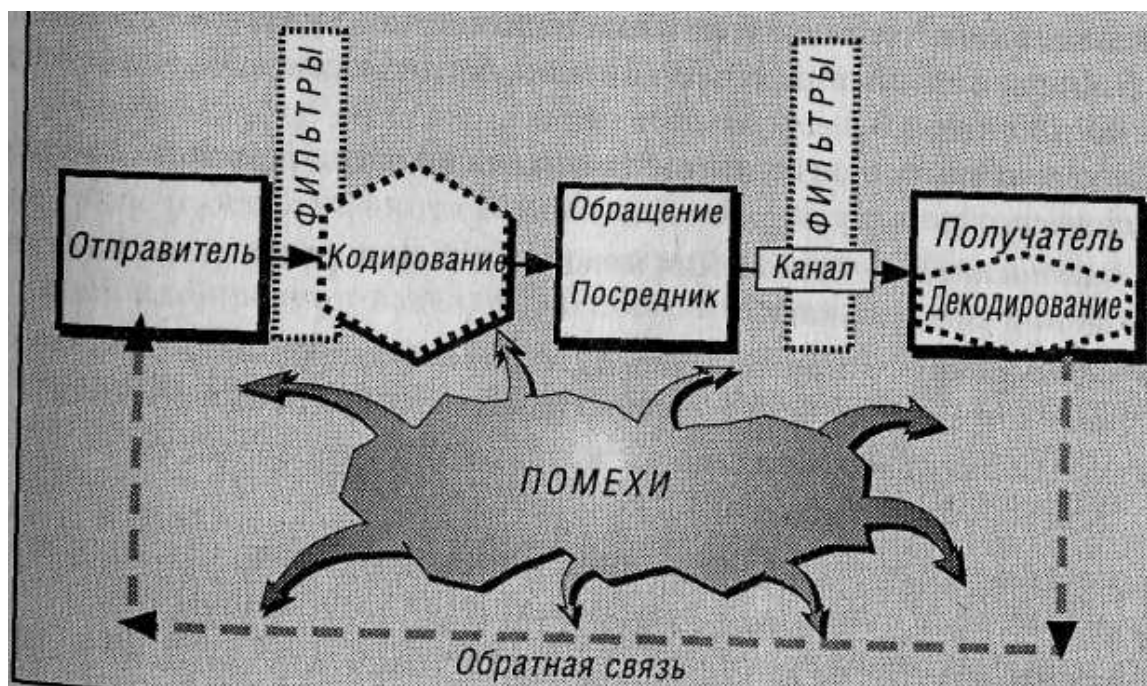 ФИЛЬТРЫ
ФИЛЬТРЫ
Отправитель
Кодирование
Обращение
Посредник
Канал
Получатель
Декодирование
ПОМЕХИ
Обратная связь